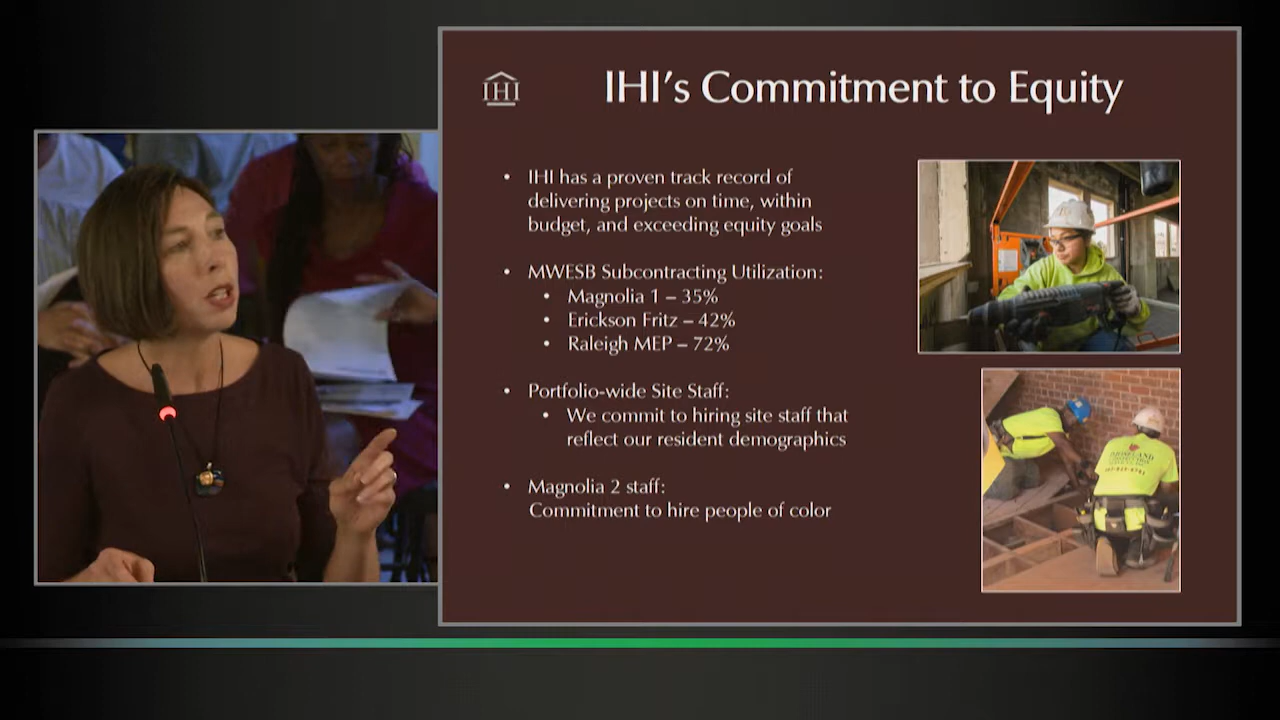 IHI
IHI's Commitment to Equity
• IHI has a proven track record of
delivering projects on time, within
budget, and exceeding equity goals
• MWESB Subcontracting Utilization:
• Magnolia 1 – 35%
• Erickson Fritz – 42%
• Raleigh MEP – 72%
• Portfolio-wide Site Staff:
• We commit to hiring site staff that
reflect our resident demographics
• Magnolia 2 staff:
Commitment to hire people of color